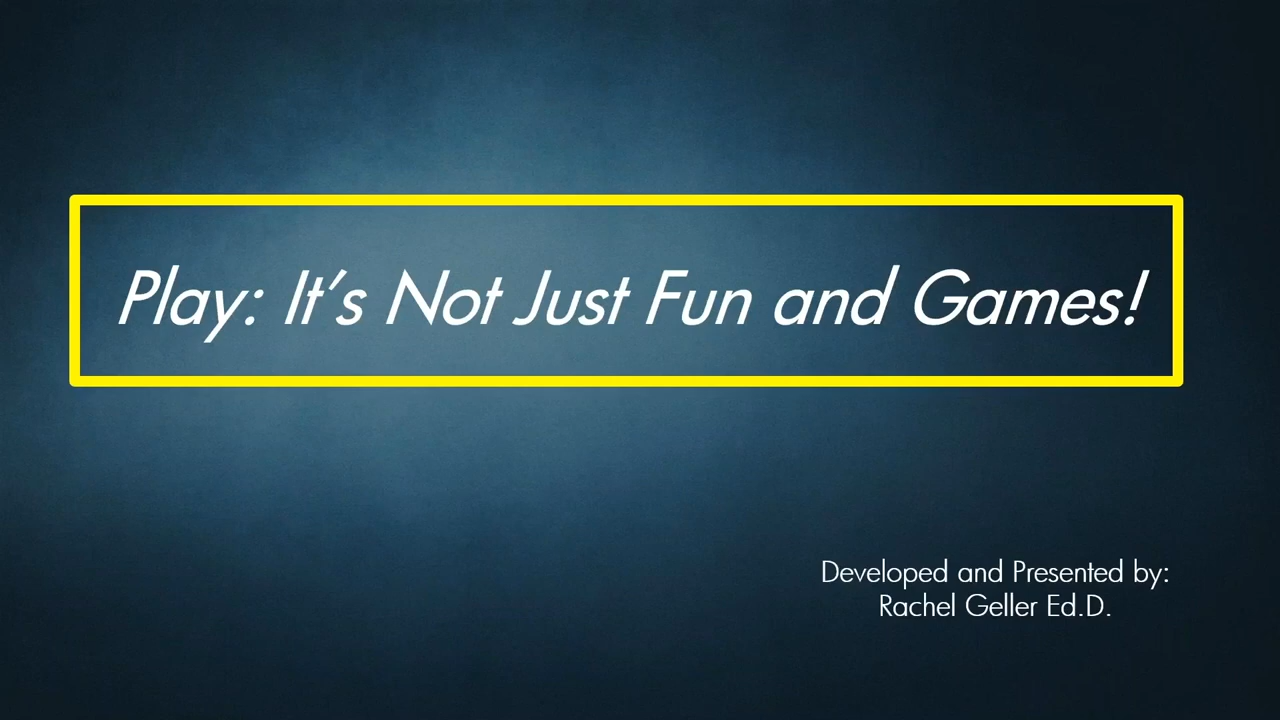 Play: It’s Not Just Fun and Games!
Developed and Presented by:
Rachel Geller Ed.D.